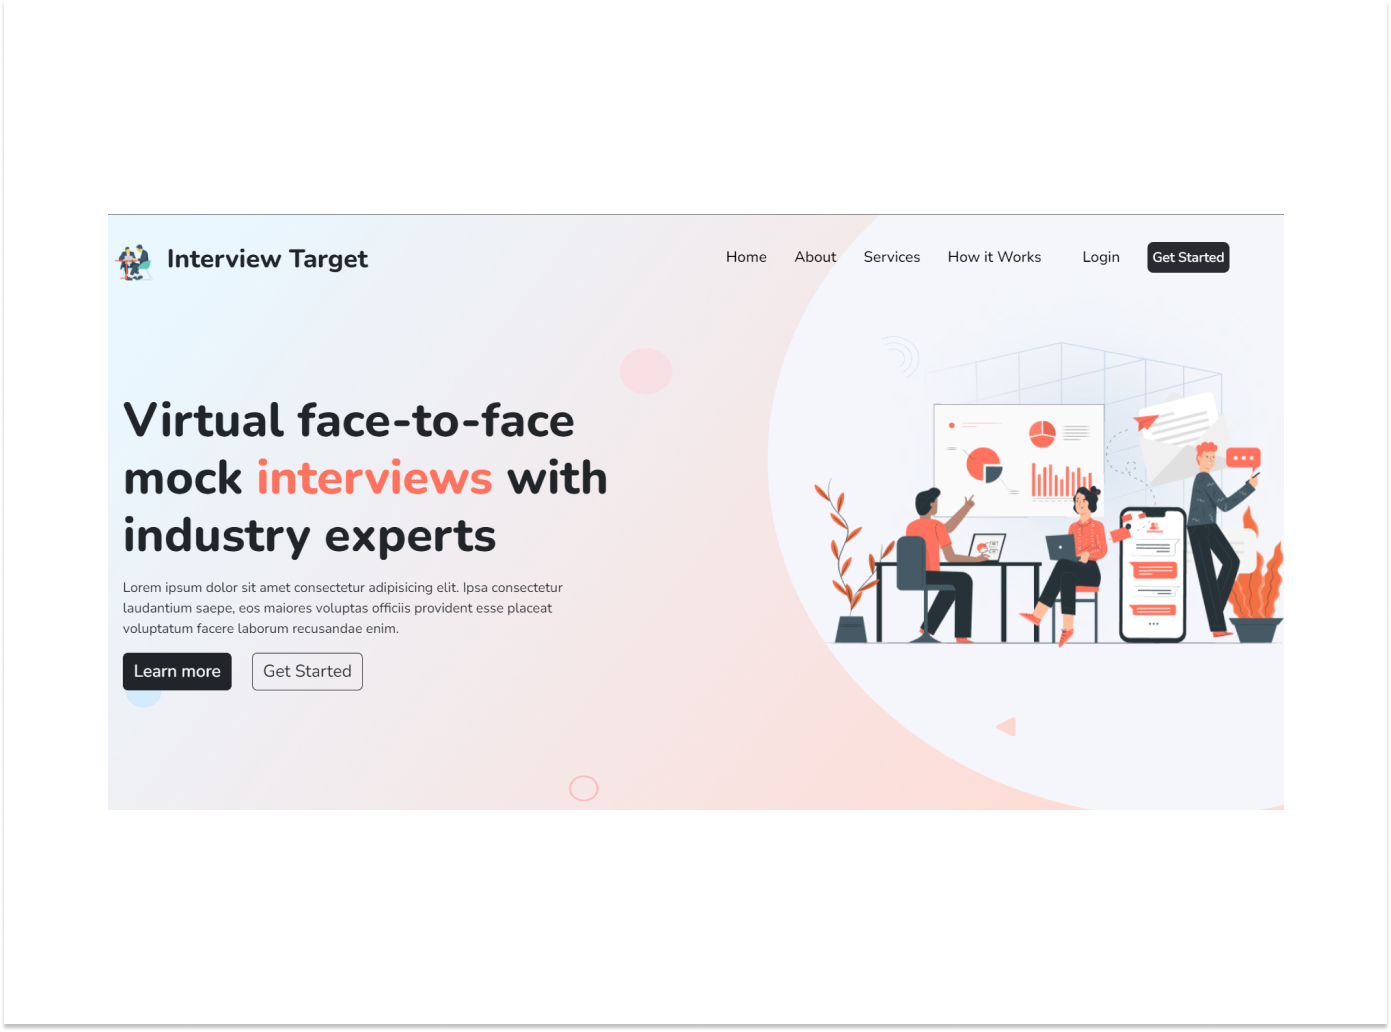 Interview Target
Home About Services How it Works Login Get Started
Virtual face-to-face
mock interviews with
industry experts
Lorem ipsum dolor sit amet consectetur adipisicing elit. Ipsa consectetur
laudantium saepe, eos maiores voluptas officiis provident esse placeat
voluptatum facere laborum recusandae enim.
Learn more Get Started